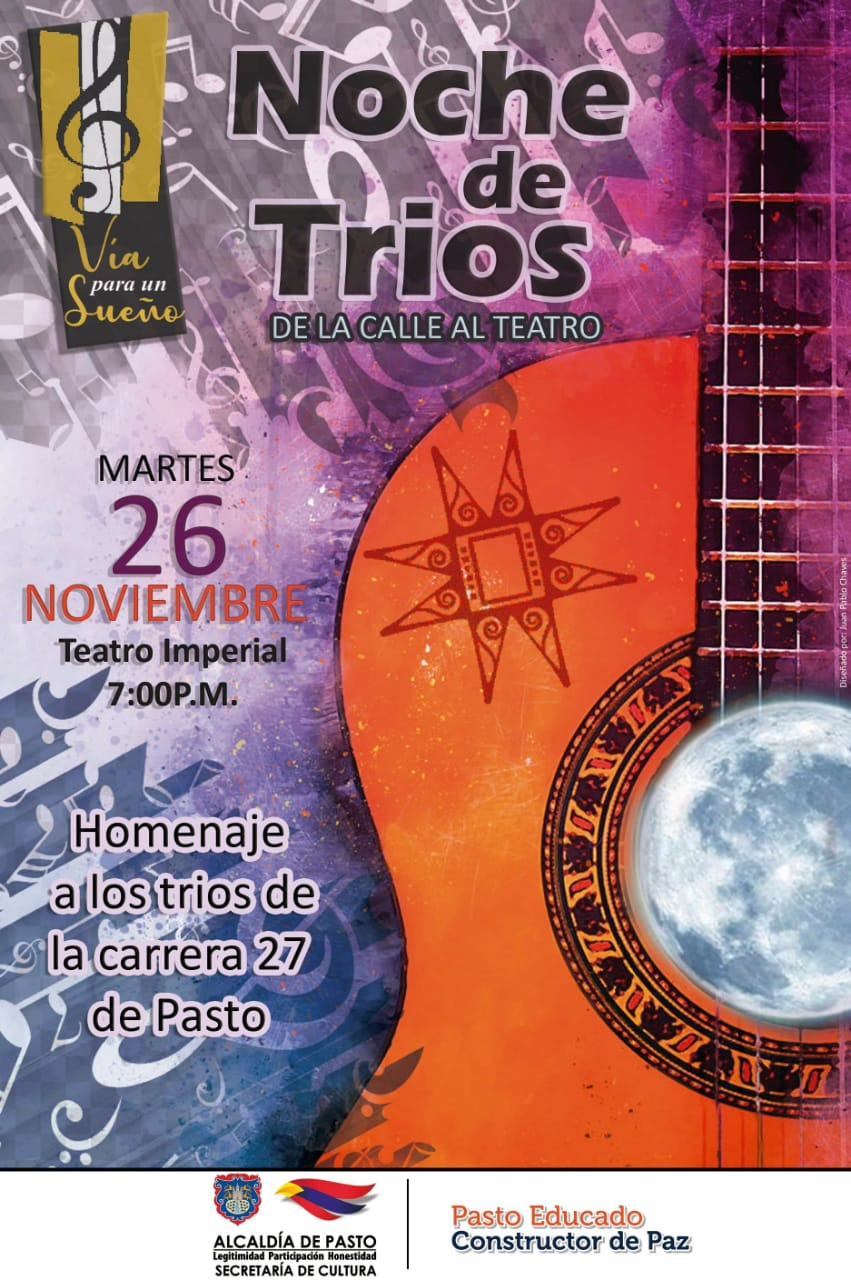 Vía
para un
Sueño
Noche
de
Trios
DE LA CALLE AL TEATRO
MARTES
26
NOVIEMBRE
Teatro Imperial
7:00P.M.
Homenaje
a los trios de
la carrera 27
de Pasto
Diseñado por: Juan Pablo Chaves
ALCALDÍA DE PASTO
Legitimidad Participación Honestidad
SECRETARÍA DE CULTURA
Pasto Educado
Constructor de Paz